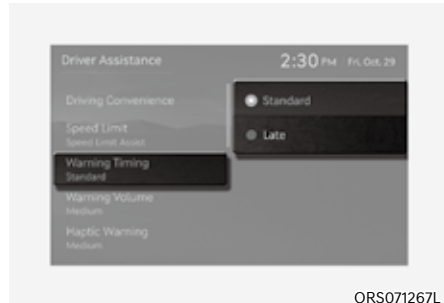 Driver Assistance
2:30 PM Fri, Oct. 29
Driving Convenience
Speed Limit
Speed Limit Assist
Warning Timing
Standard
Warning Volume
Medium
Haptic Warning
Medium
Standard
Late
ORS071267L